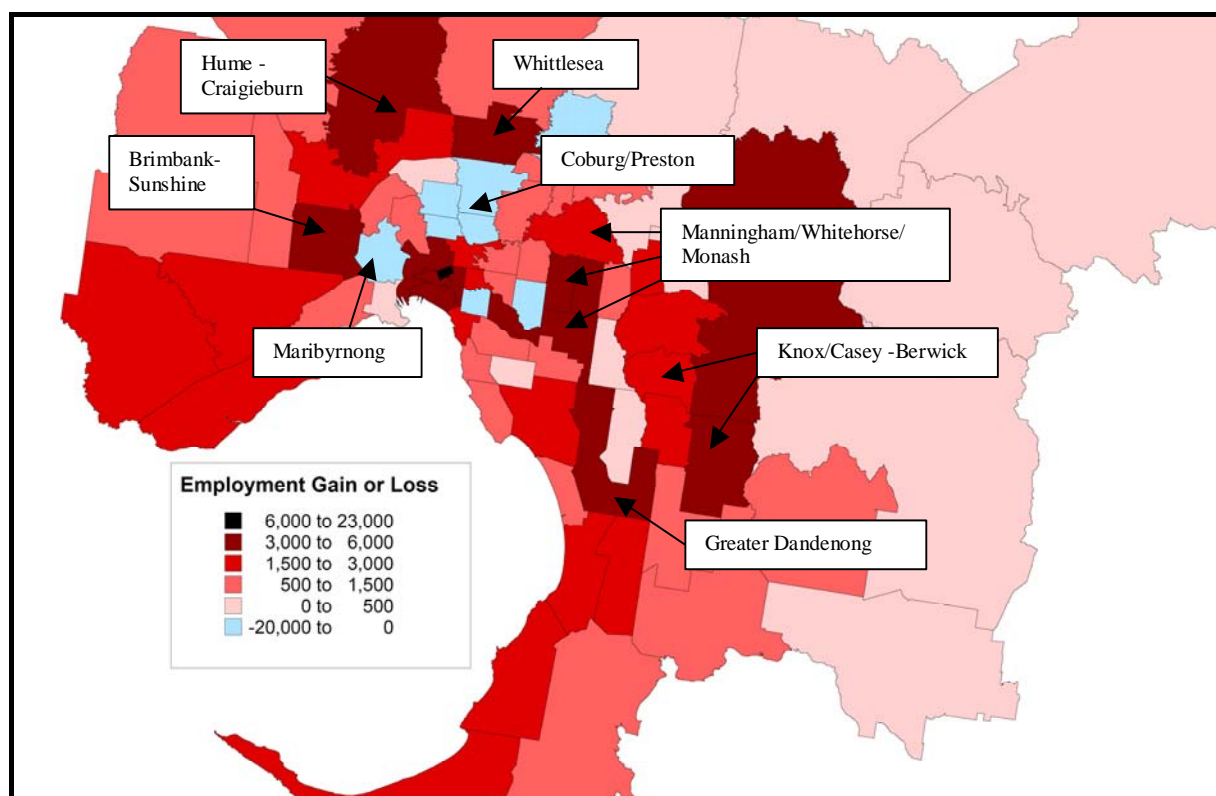 Hume -
Craigieburn
Whittlesea
Brimbank-
Sunshine
Coburg/Preston
Manningham/Whitehorse/
Monash
Maribyrnong
Knox/Casey -Berwick
Greater Dandenong
Employment Gain or Loss
6,000 to 23,000
3,000 to 6,000
1,500 to 3,000
500 to 1,500
0 to 500
-20,000 to 0